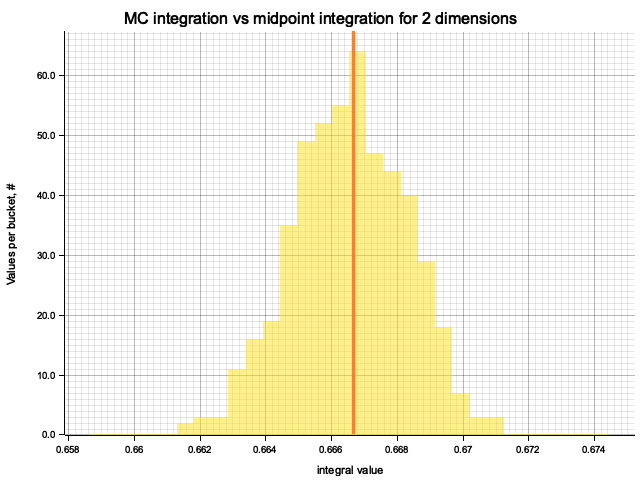 MC integration vs midpoint integration for 2 dimensions
Values per bucket, #
60.0
50.0
40.0
30.0
20.0
10.0
0.0
0.658 0.66 0.662 0.664 0.666 0.668 0.67 0.672 0.674
integral value